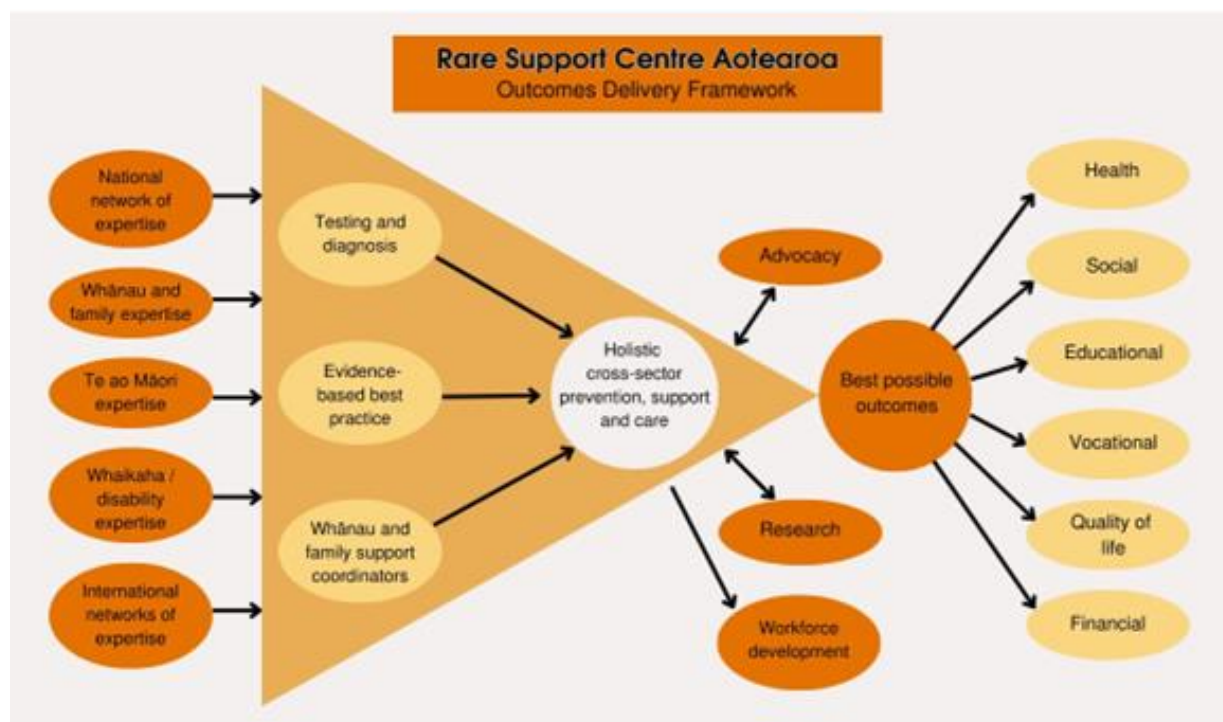 Rare Support Centre Aotearoa
Outcomes Delivery Framework
National
network of
expertise
Whānau and
family expertise
Te ao Māori
expertise
Whaikaha /
disability
expertise
International
networks of
expertise
Testing and
diagnosis
Evidence-
based best
practice
Whānau and
family support
coordinators
Holistic
cross-sector
prevention, support
and care
Advocacy
Research
Workforce
development
Best possible
outcomes
Health
Social
Educational
Vocational
Quality of
life
Financial